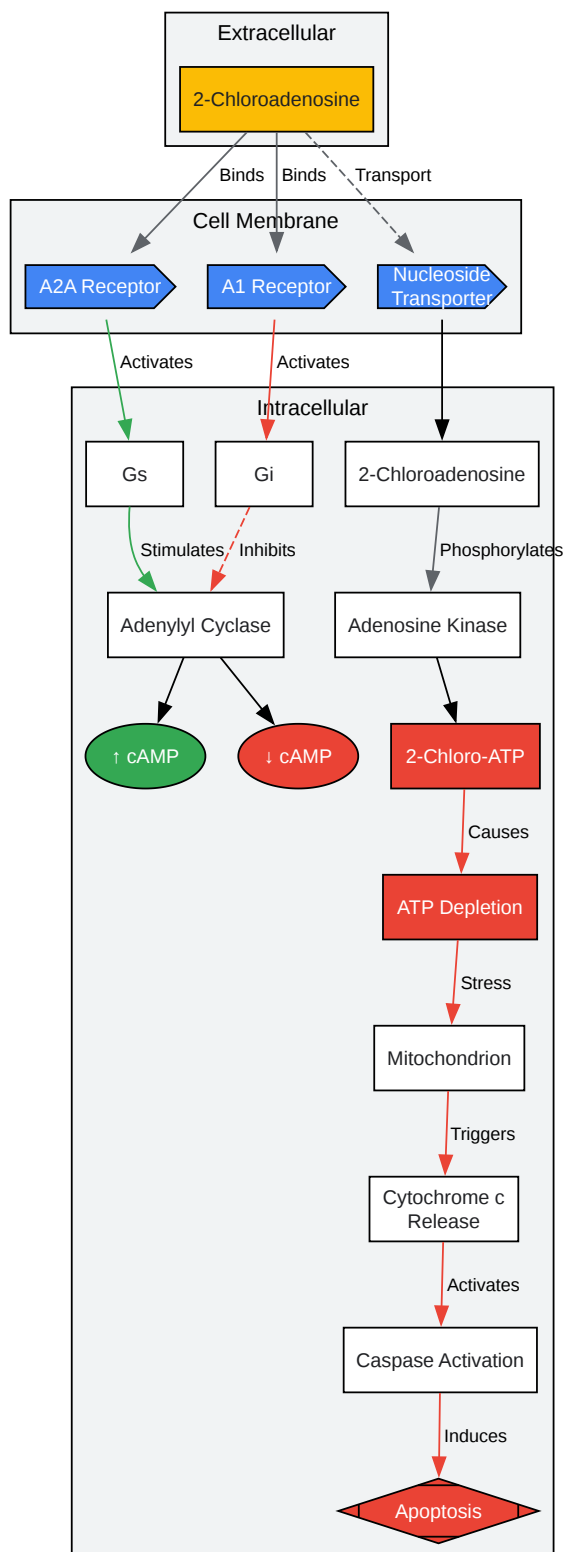 Extracellular
2-Chloroadenosine
Binds
Binds
Transport
Cell Membrane
A2A Receptor
A1 Receptor
Nucleoside
Transporter
Activates
Activates
Intracellular
Gs
Gi
2-Chloroadenosine
Stimulates
Inhibits
Phosphorylates
Adenylyl Cyclase
Adenosine Kinase
↑ cAMP
↓ cAMP
2-Chloro-ATP
Causes
ATP Depletion
Stress
Mitochondrion
Triggers
Cytochrome c
Release
Activates
Caspase Activation
Induces
Apoptosis